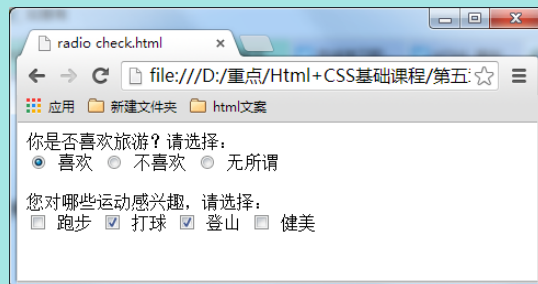 radio check.html
file:///D:/重点/Html+CSS基础课程/第五
应用 新建文件夹 html文案
你是否喜欢旅游？请选择：
喜欢 不喜欢 无所谓
您对哪些运动感兴趣，请选择：
跑步 打球 登山 健美